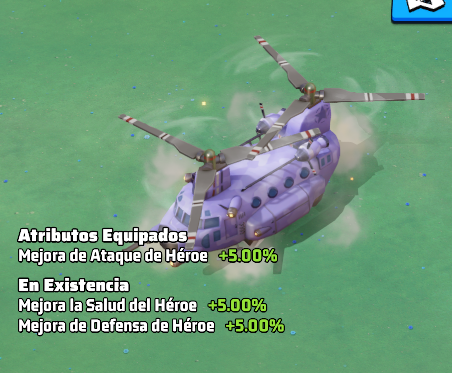 Atributos Equipados
Mejora de Ataque de Héroe +5.00%
En Existencia
Mejora la Salud del Héroe +5.00%
Mejora de Defensa de Héroe +5.00%